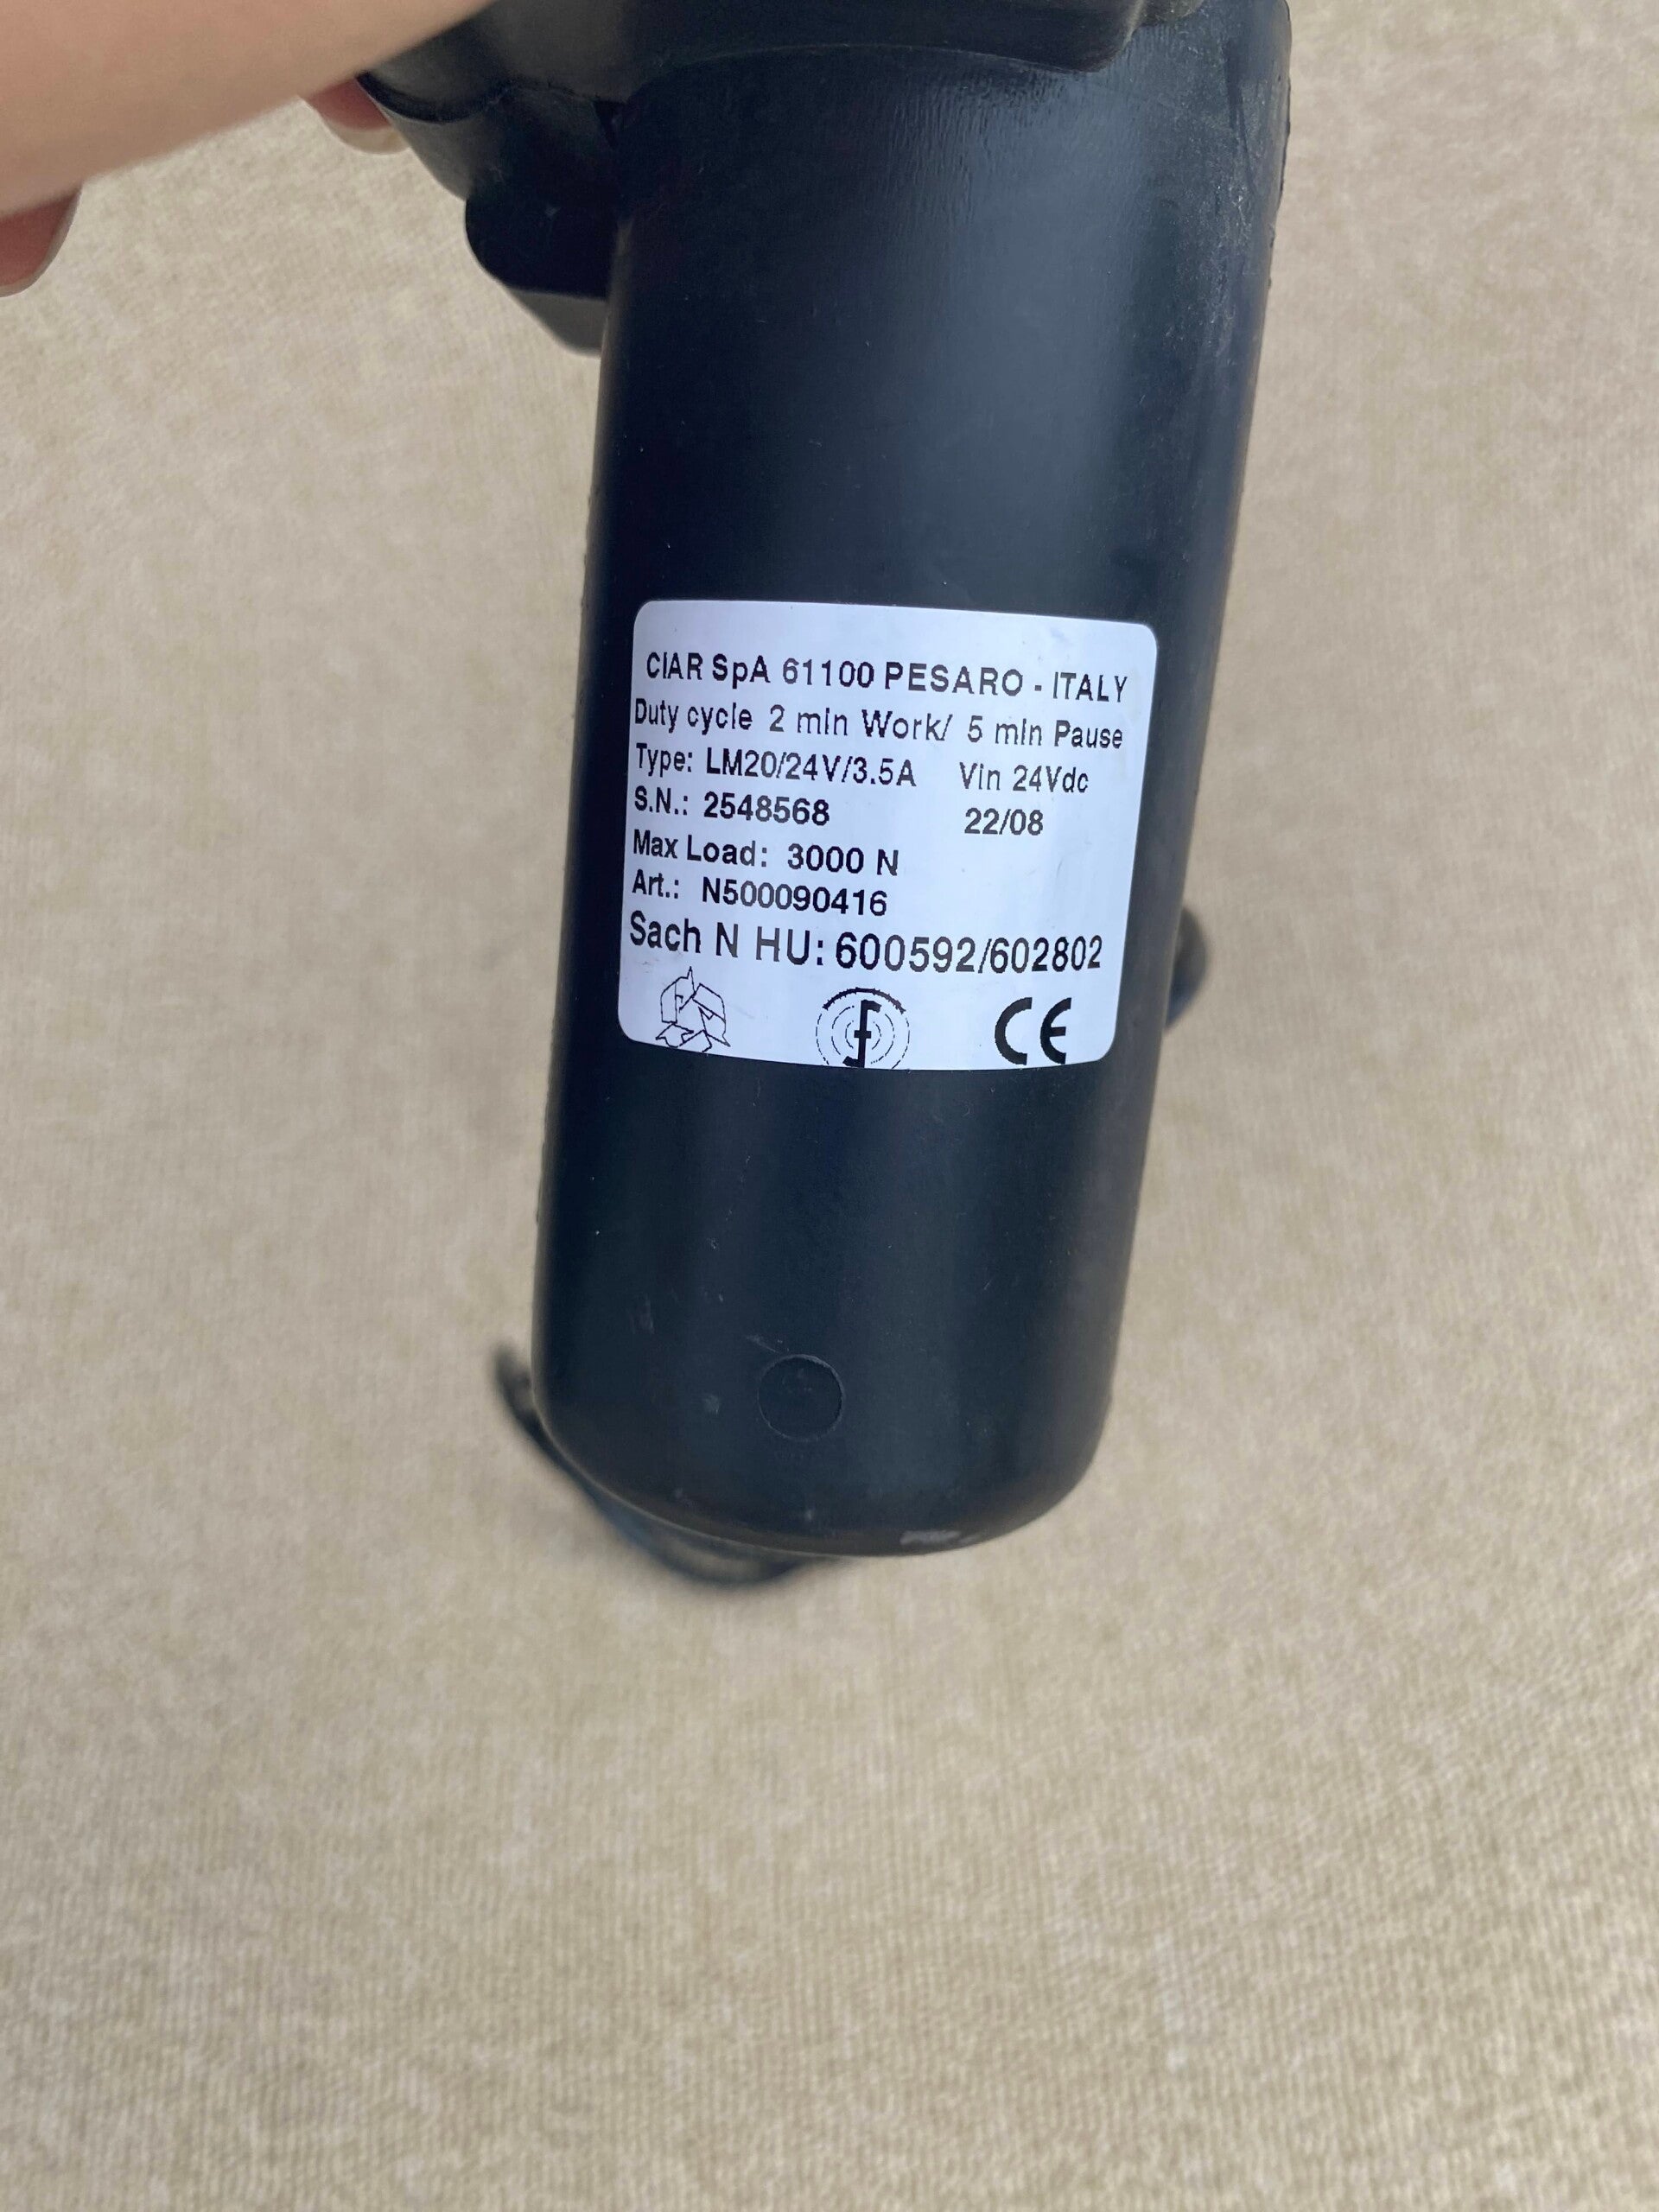 CIAR SpA 61100 PESARO - ITALY
Duty cycle 2 min Work/ 5 min Pause
Type: LM20/24V/3.5A Vin 24Vdc
S.N.: 2548568 22/08
Max Load: 3000 N
Art.: N500090416
Sach N HU: 600592/602802
CE